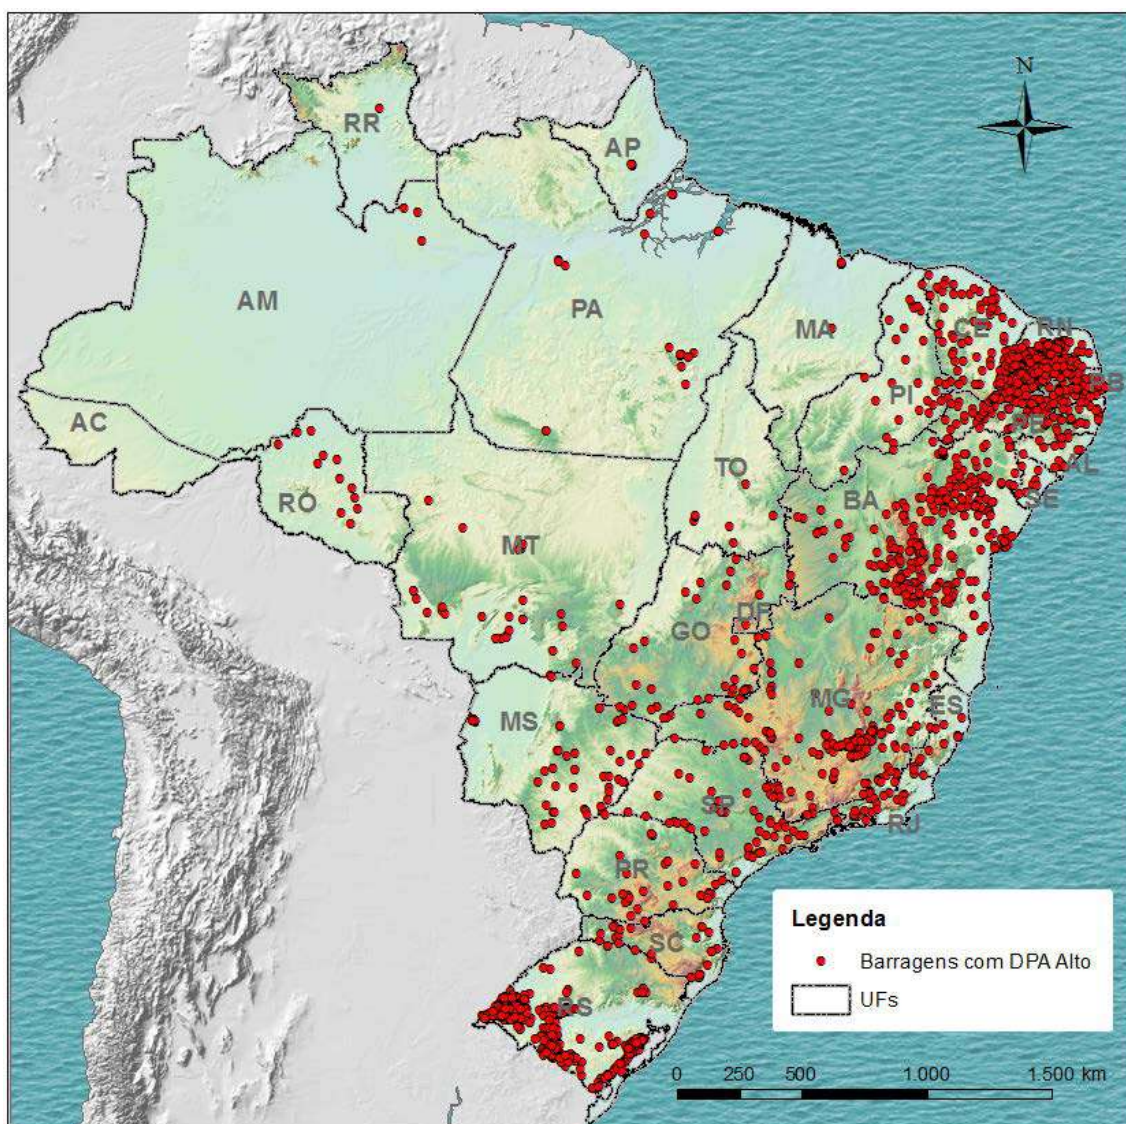 N
RR
AP
AM
PA
MA
CE
RN
PB
PI
PE
AC
AL
TO
SE
RO
BA
MT
DF
GO
MG
ES
MS
SP
RJ
PR
SC
RS
Legenda
Barragens com DPA Alto
UFs
0 250 500 1.000 1.500 km